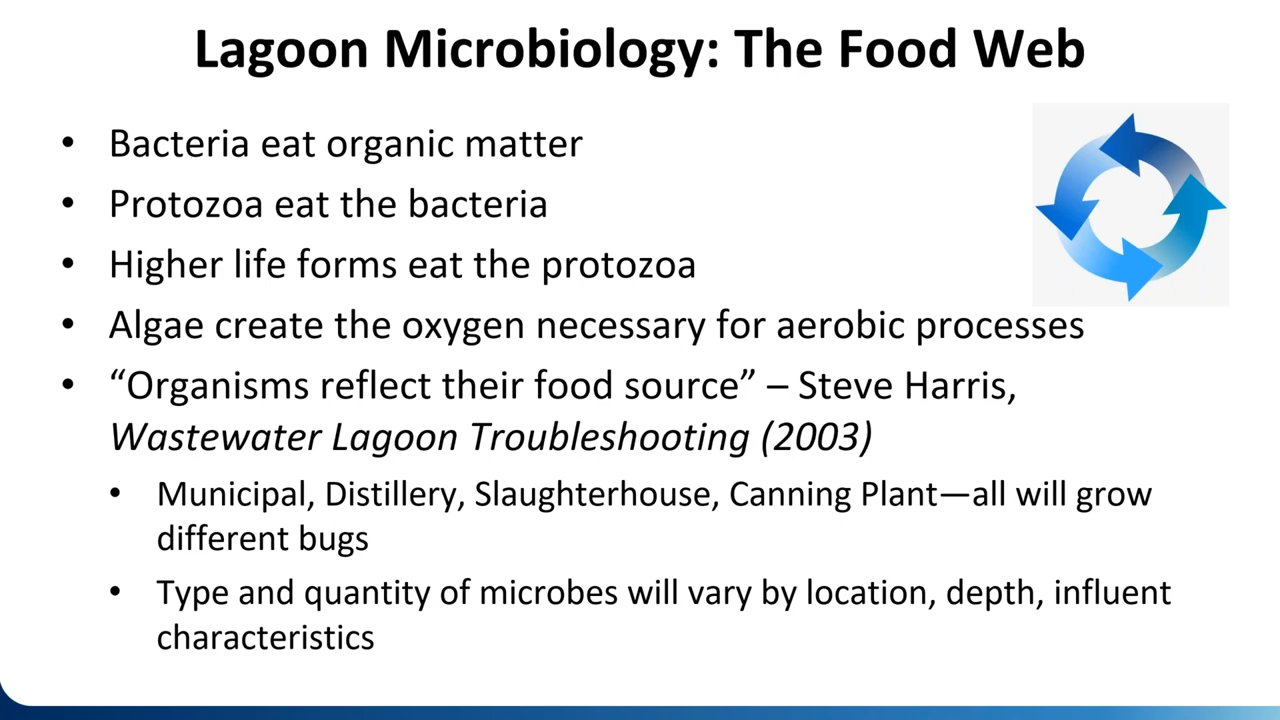 Lagoon Microbiology: The Food Web
• Bacteria eat organic matter
• Protozoa eat the bacteria
• Higher life forms eat the protozoa
• Algae create the oxygen necessary for aerobic processes
• “Organisms reflect their food source” – Steve Harris,
Wastewater Lagoon Troubleshooting (2003)
• Municipal, Distillery, Slaughterhouse, Canning Plant—all will grow
different bugs
• Type and quantity of microbes will vary by location, depth, influent
characteristics